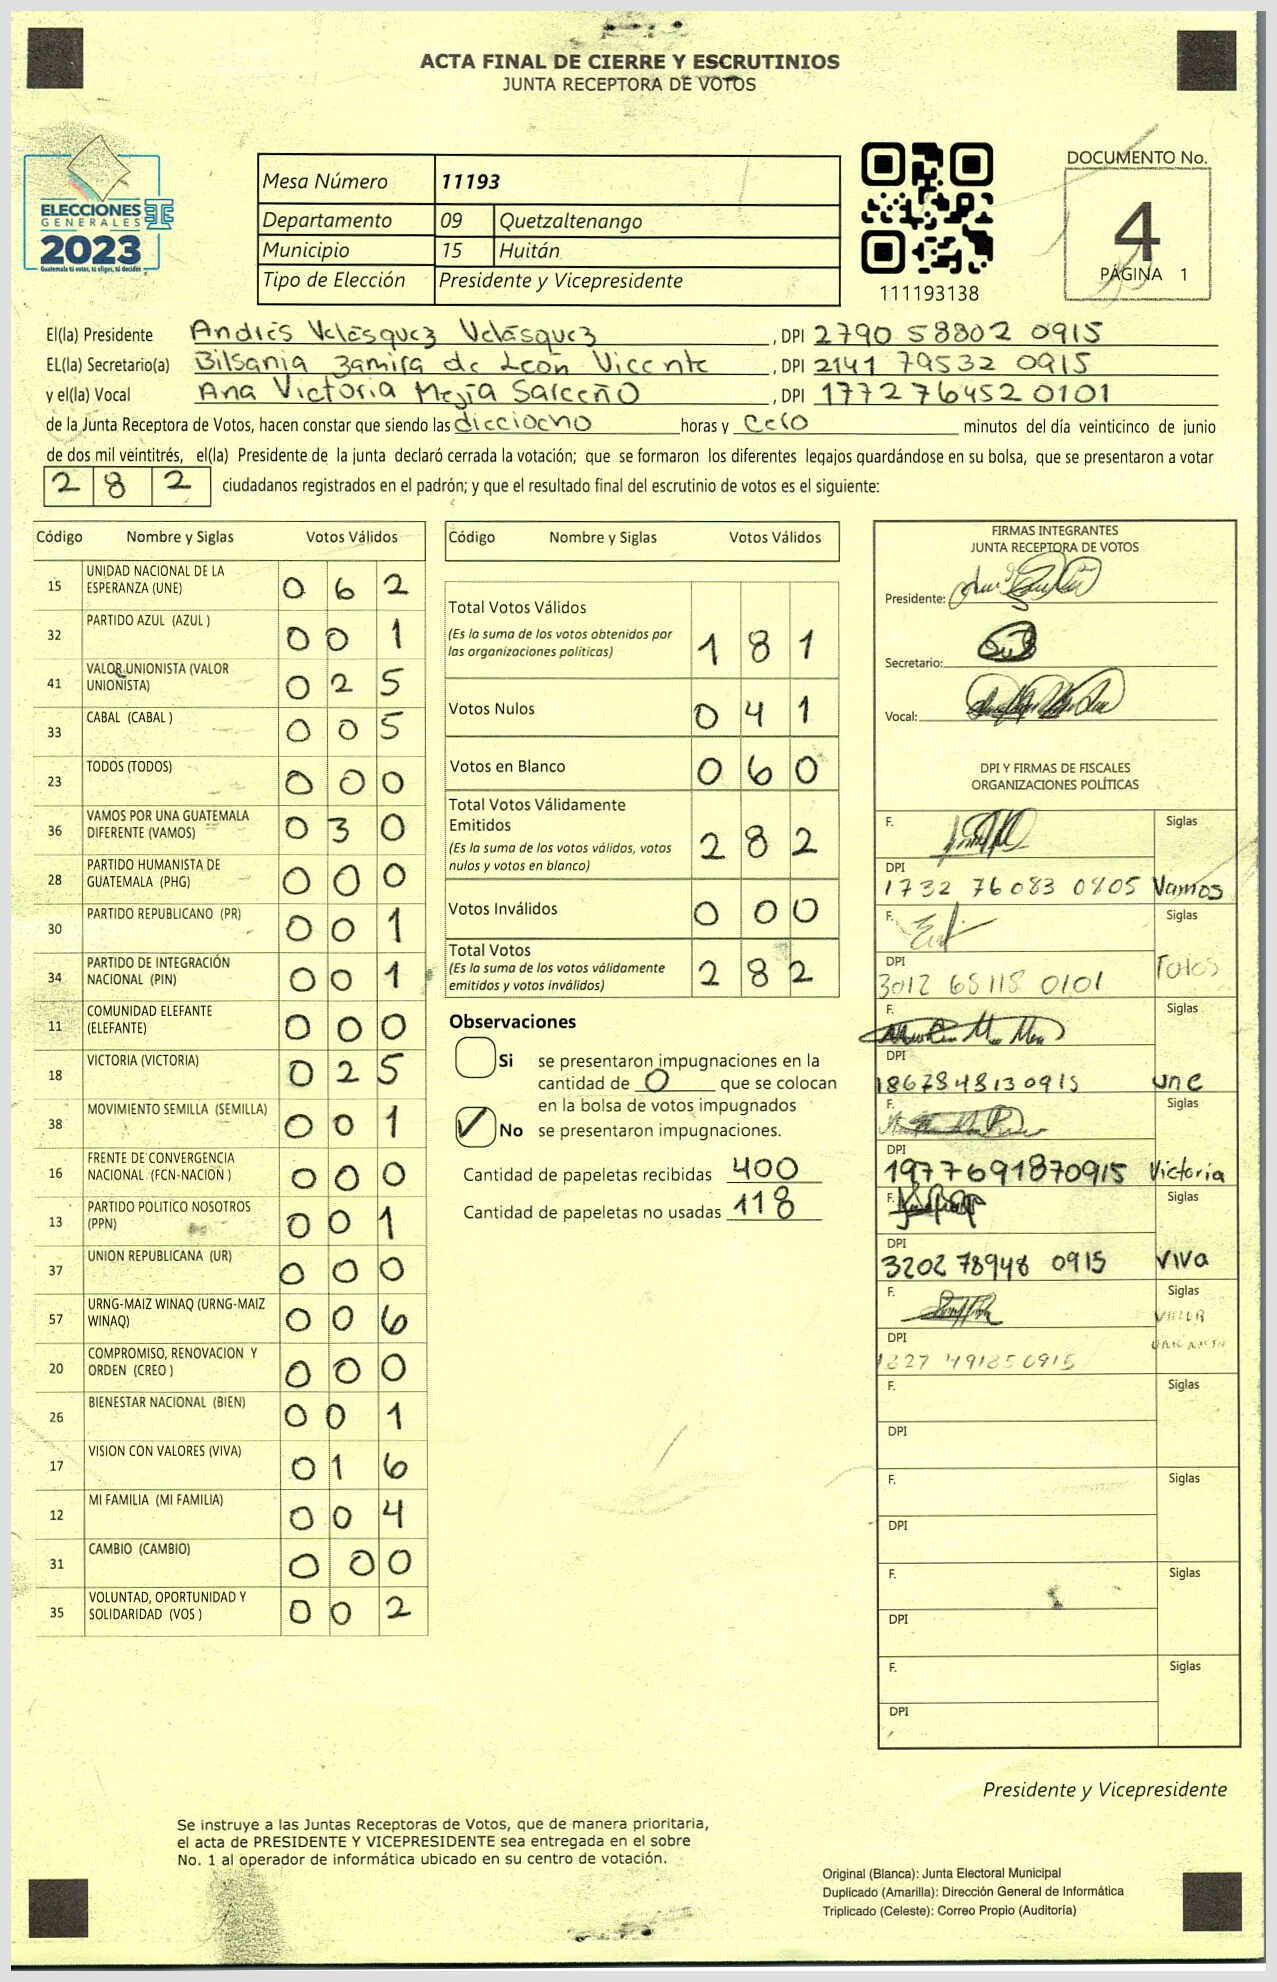 ACTA FINAL DE CIERRE Y ESCRUTINIOS
JUNTA RECEPTORA DE VOTOS
ELECCIONES
GENERALES
2023
Guatemala tú votas, tú eliges, tú decides
Mesa Número 11193
Departamento 09 Quetzaltenango
Municipio 15 Huitán
Tipo de Elección Presidente y Vicepresidente
111193138
DOCUMENTO No.
4
PÁGINA 1
El(la) Presidente Andrés Velásquez Velásquez , DPI 2790 58802 0915
EL(la) Secretario(a) Bilsania Zamira de León Vicente , DPI 2141 79532 0915
y el(la) Vocal Ana Victoria Mejía Salceño , DPI 1772 76452 0101
de la Junta Receptora de Votos, hacen constar que siendo las dieciocho horas y cero minutos del día veinticinco de junio
de dos mil veintitrés, el(la) Presidente de la junta declaró cerrada la votación; que se formaron los diferentes legajos guardándose en su bolsa, que se presentaron a votar
2 8 2 ciudadanos registrados en el padrón; y que el resultado final del escrutinio de votos es el siguiente:
Código Nombre y Siglas Votos Válidos
15 UNIDAD NACIONAL DE LA ESPERANZA (UNE) 0 6 2
32 PARTIDO AZUL (AZUL ) 0 0 1
41 VALOR UNIONISTA (VALOR UNIONISTA) 0 2 5
33 CABAL (CABAL ) 0 0 5
23 TODOS (TODOS) 0 0 0
36 VAMOS POR UNA GUATEMALA DIFERENTE (VAMOS) 0 3 0
28 PARTIDO HUMANISTA DE GUATEMALA (PHG) 0 0 0
30 PARTIDO REPUBLICANO (PR) 0 0 1
34 PARTIDO DE INTEGRACIÓN NACIONAL (PIN) 0 0 1
11 COMUNIDAD ELEFANTE (ELEFANTE) 0 0 0
18 VICTORIA (VICTORIA) 0 2 5
38 MOVIMIENTO SEMILLA (SEMILLA) 0 0 1
16 FRENTE DE CONVERGENCIA NACIONAL (FCN-NACION ) 0 0 0
13 PARTIDO POLITICO NOSOTROS (PPN) 0 0 1
37 UNION REPUBLICANA (UR) 0 0 0
57 URNG-MAIZ WINAQ (URNG-MAIZ WINAQ) 0 0 6
20 COMPROMISO, RENOVACION Y ORDEN (CREO ) 0 0 0
26 BIENESTAR NACIONAL (BIEN) 0 0 1
17 VISION CON VALORES (VIVA) 0 1 6
12 MI FAMILIA (MI FAMILIA) 0 0 4
31 CAMBIO (CAMBIO) 0 0 0
35 VOLUNTAD, OPORTUNIDAD Y SOLIDARIDAD (VOS ) 0 0 2
Código Nombre y Siglas Votos Válidos
Total Votos Válidos
(Es la suma de los votos obtenidos por
las organizaciones políticas) 1 8 1
Votos Nulos 0 4 1
Votos en Blanco 0 6 0
Total Votos Válidamente
Emitidos
(Es la suma de los votos válidos, votos
nulos y votos en blanco) 2 8 2
Votos Inválidos 0 0 0
Total Votos
(Es la suma de los votos válidamente
emitidos y votos inválidos) 2 8 2
Observaciones
Si se presentaron impugnaciones en la
cantidad de 0 que se colocan
en la bolsa de votos impugnados
No se presentaron impugnaciones.
Cantidad de papeletas recibidas 400
Cantidad de papeletas no usadas 118
FIRMAS INTEGRANTES
JUNTA RECEPTORA DE VOTOS
Presidente:
Secretario:
Vocal:
DPI Y FIRMAS DE FISCALES
ORGANIZACIONES POLÍTICAS
F. Siglas
DPI
1732 76083 0805 Vamos
F. Siglas
DPI
3012 65118 0101 Todos
F. Siglas
DPI
1867848130915 une
F. Siglas
DPI
1977691870915 Victoria
F. Siglas
DPI
3202 78948 0915 VIVA
F. Siglas
VALOR
DPI
1827 491850915
F. Siglas
DPI
F. Siglas
DPI
F. Siglas
DPI
F. Siglas
DPI
Presidente y Vicepresidente
Se instruye a las Juntas Receptoras de Votos, que de manera prioritaria,
el acta de PRESIDENTE Y VICEPRESIDENTE sea entregada en el sobre
No. 1 al operador de informática ubicado en su centro de votación.
Original (Blanca): Junta Electoral Municipal
Duplicado (Amarilla): Dirección General de Informática
Triplicado (Celeste): Correo Propio (Auditoría)